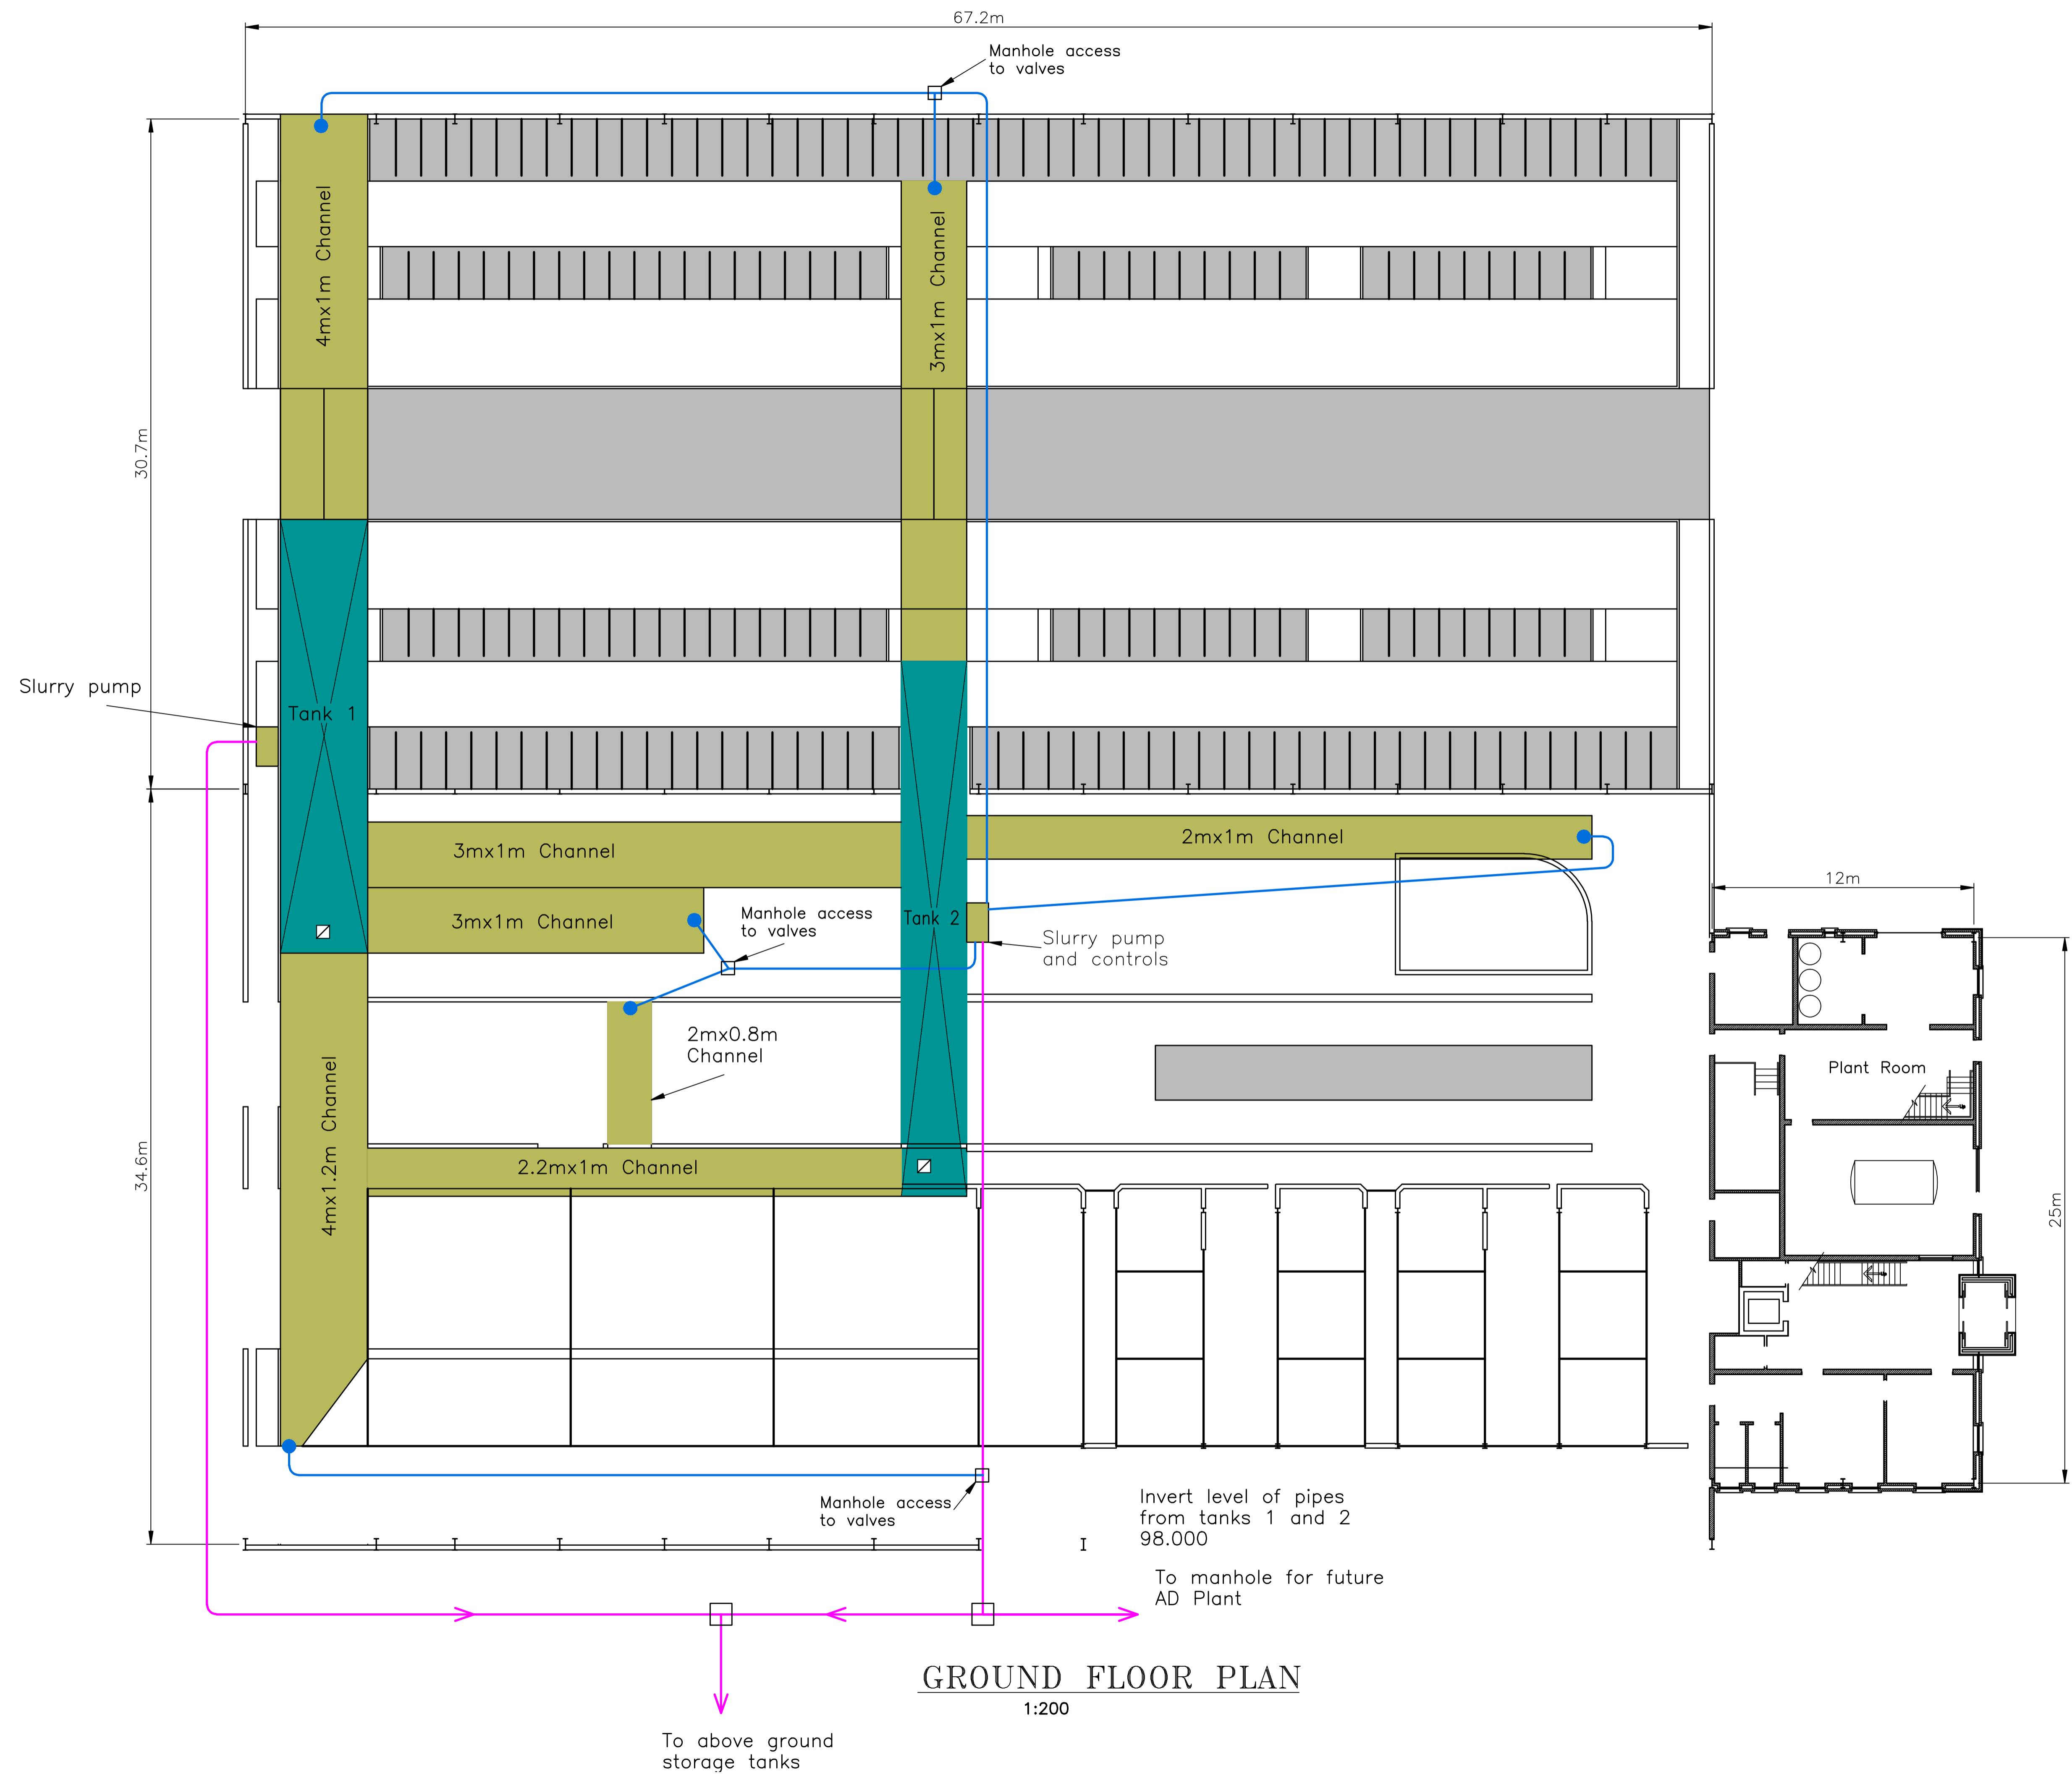 67.2m
Manhole access
to valves
4mx1m Channel
3mx1m Channel
30.7m
Slurry pump
Tank 1
3mx1m Channel
2mx1m Channel
12m
3mx1m Channel
Manhole access
to valves
Tank 2
Slurry pump
and controls
2mx0.8m
Channel
Plant Room
4mx1.2m Channel
34.6m
2.2mx1m Channel
25m
Manhole access
to valves
Invert level of pipes
from tanks 1 and 2
98.000
To manhole for future
AD Plant
GROUND FLOOR PLAN
1:200
To above ground
storage tanks